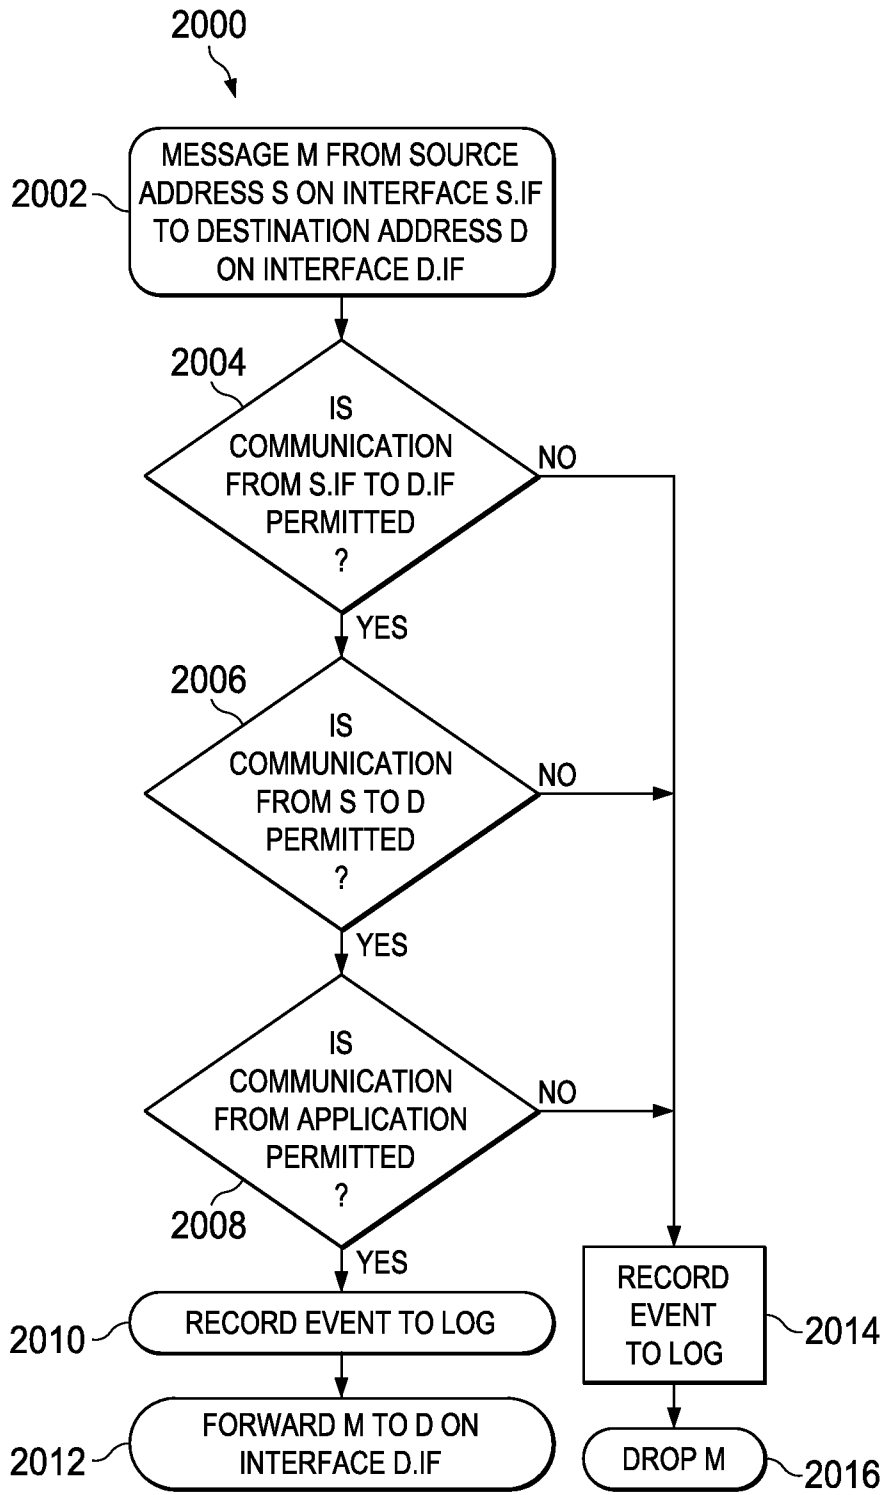 2000
MESSAGE M FROM SOURCE
ADDRESS S ON INTERFACE S.IF
TO DESTINATION ADDRESS D
ON INTERFACE D.IF
2002
2004
IS
COMMUNICATION
FROM S.IF TO D.IF
PERMITTED
?
NO
YES
2006
IS
COMMUNICATION
FROM S TO D
PERMITTED
?
NO
YES
IS
COMMUNICATION
FROM APPLICATION
PERMITTED
?
NO
2008
YES
RECORD EVENT TO LOG
2010
FORWARD M TO D ON
INTERFACE D.IF
2012
RECORD
EVENT
TO LOG
2014
DROP M
2016